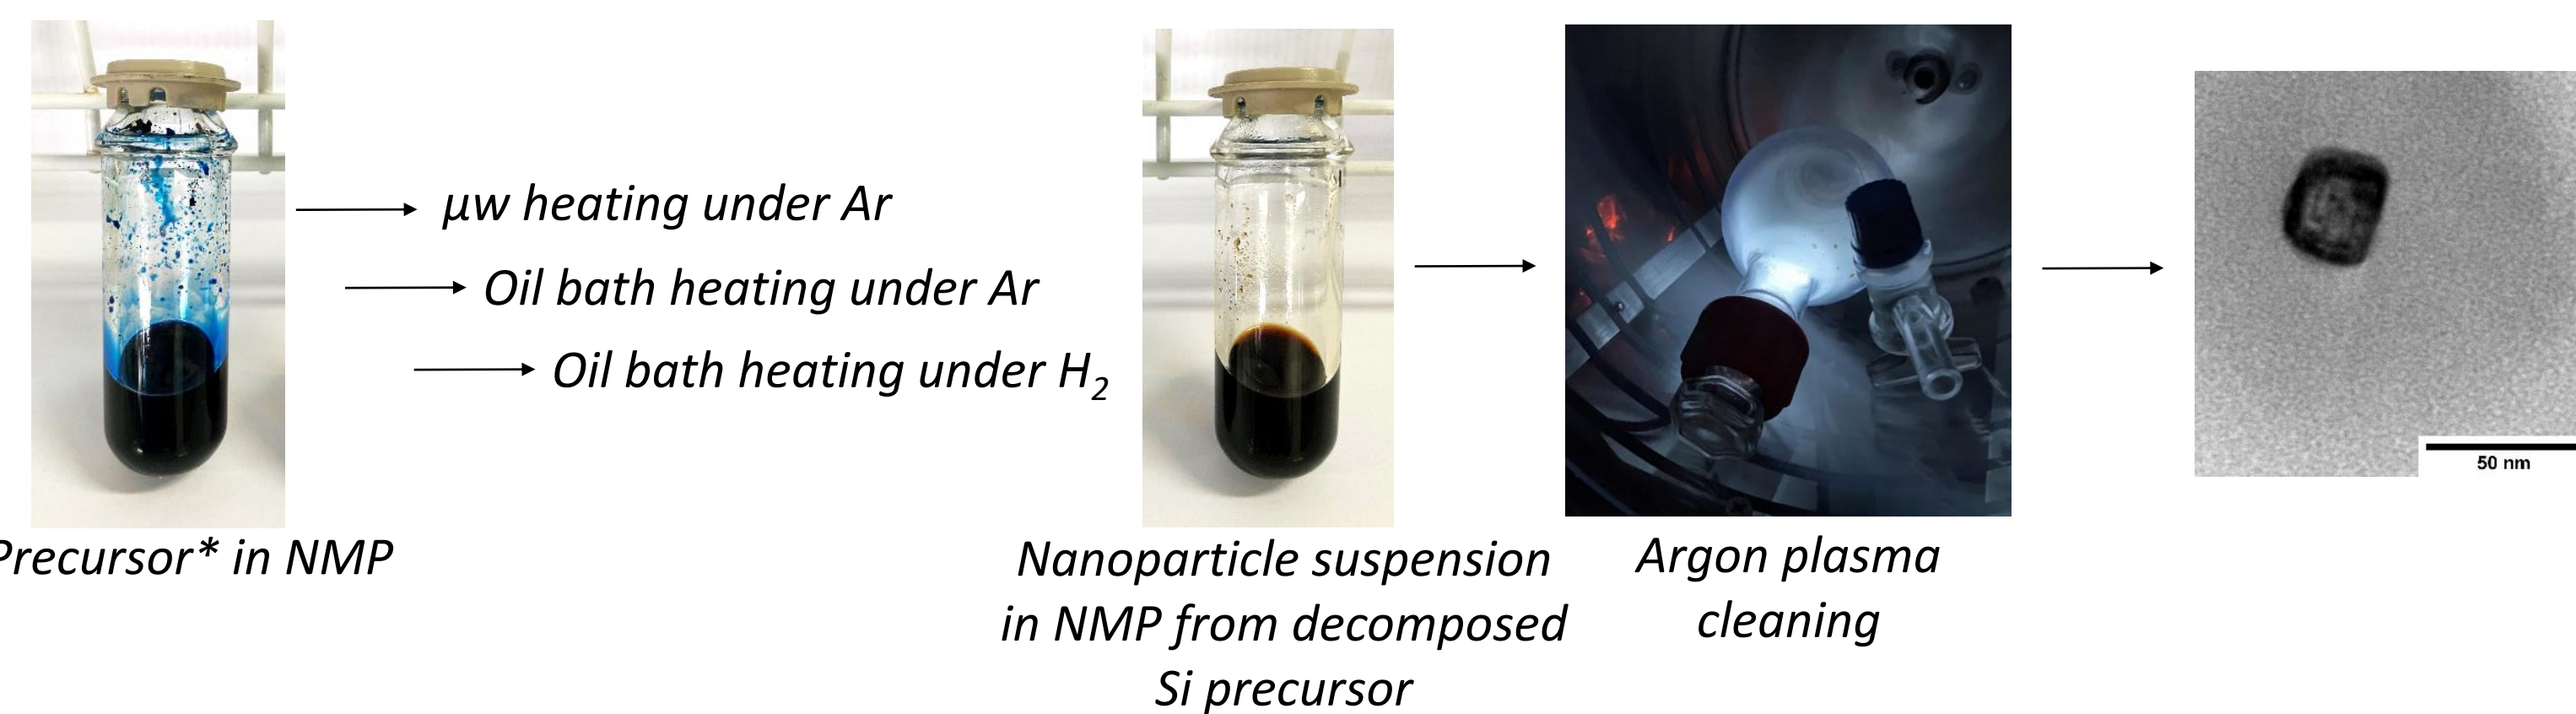 μw heating under Ar
Oil bath heating under Ar
Oil bath heating under H2
Precursor* in NMP
Nanoparticle suspension
in NMP from decomposed
Si precursor
Argon plasma
cleaning
50 nm